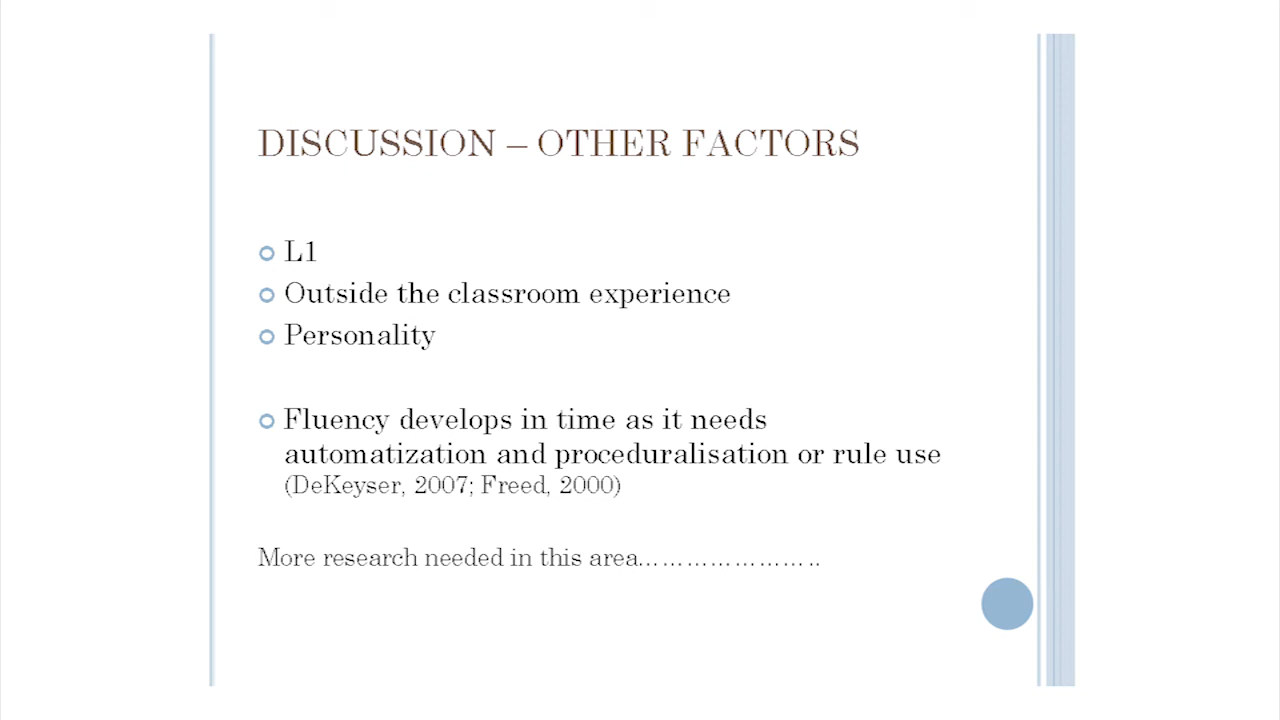 DISCUSSION – OTHER FACTORS
L1
Outside the classroom experience
Personality
Fluency develops in time as it needs
automatization and proceduralisation or rule use
(DeKeyser, 2007; Freed, 2000)
More research needed in this area…………………..